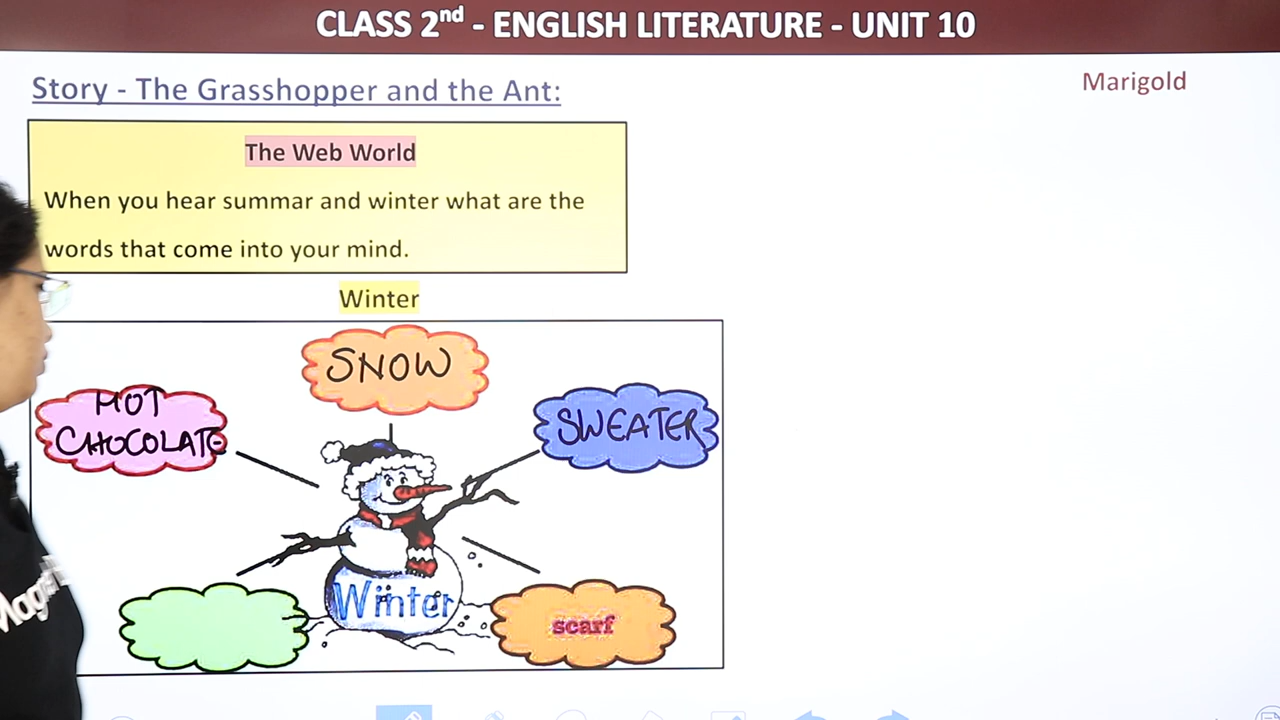 CLASS 2nd - ENGLISH LITERATURE - UNIT 10
Story - The Grasshopper and the Ant:
Marigold
The Web World
When you hear summar and winter what are the
words that come into your mind.
Winter
SNOW
HOT
CHOCOLATE
SWEATER
Winter
scarf